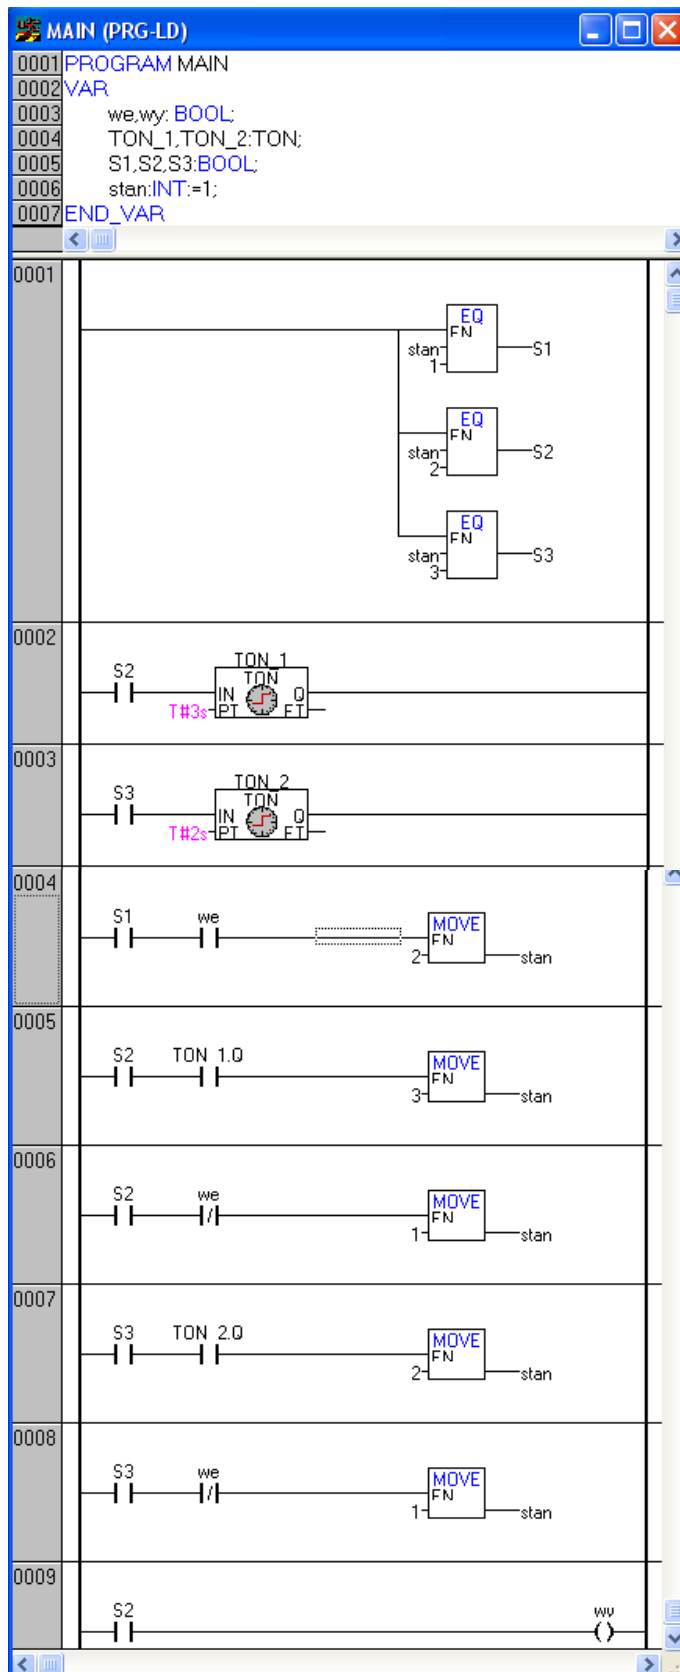 MAIN (PRG-LD)
0001 PROGRAM MAIN
0002 VAR
0003 we,wy: BOOL;
0004 TON_1,TON_2:TON;
0005 S1,S2,S3:BOOL;
0006 stan:INT:=1;
0007 END_VAR
0001
EQ
EN
stan
S1
1
EQ
EN
stan
S2
2
EQ
EN
stan
S3
3
0002
S2
TON_1
TON
IN Q
T#3s PT ET
0003
S3
TON_2
TON
IN Q
T#2s PT ET
0004
S1 we MOVE
EN
2 stan
0005
S2 TON_1.Q MOVE
EN
3 stan
0006
S2 we MOVE
EN
1 stan
0007
S3 TON_2.Q MOVE
EN
2 stan
0008
S3 we MOVE
EN
1 stan
0009
S2 wy